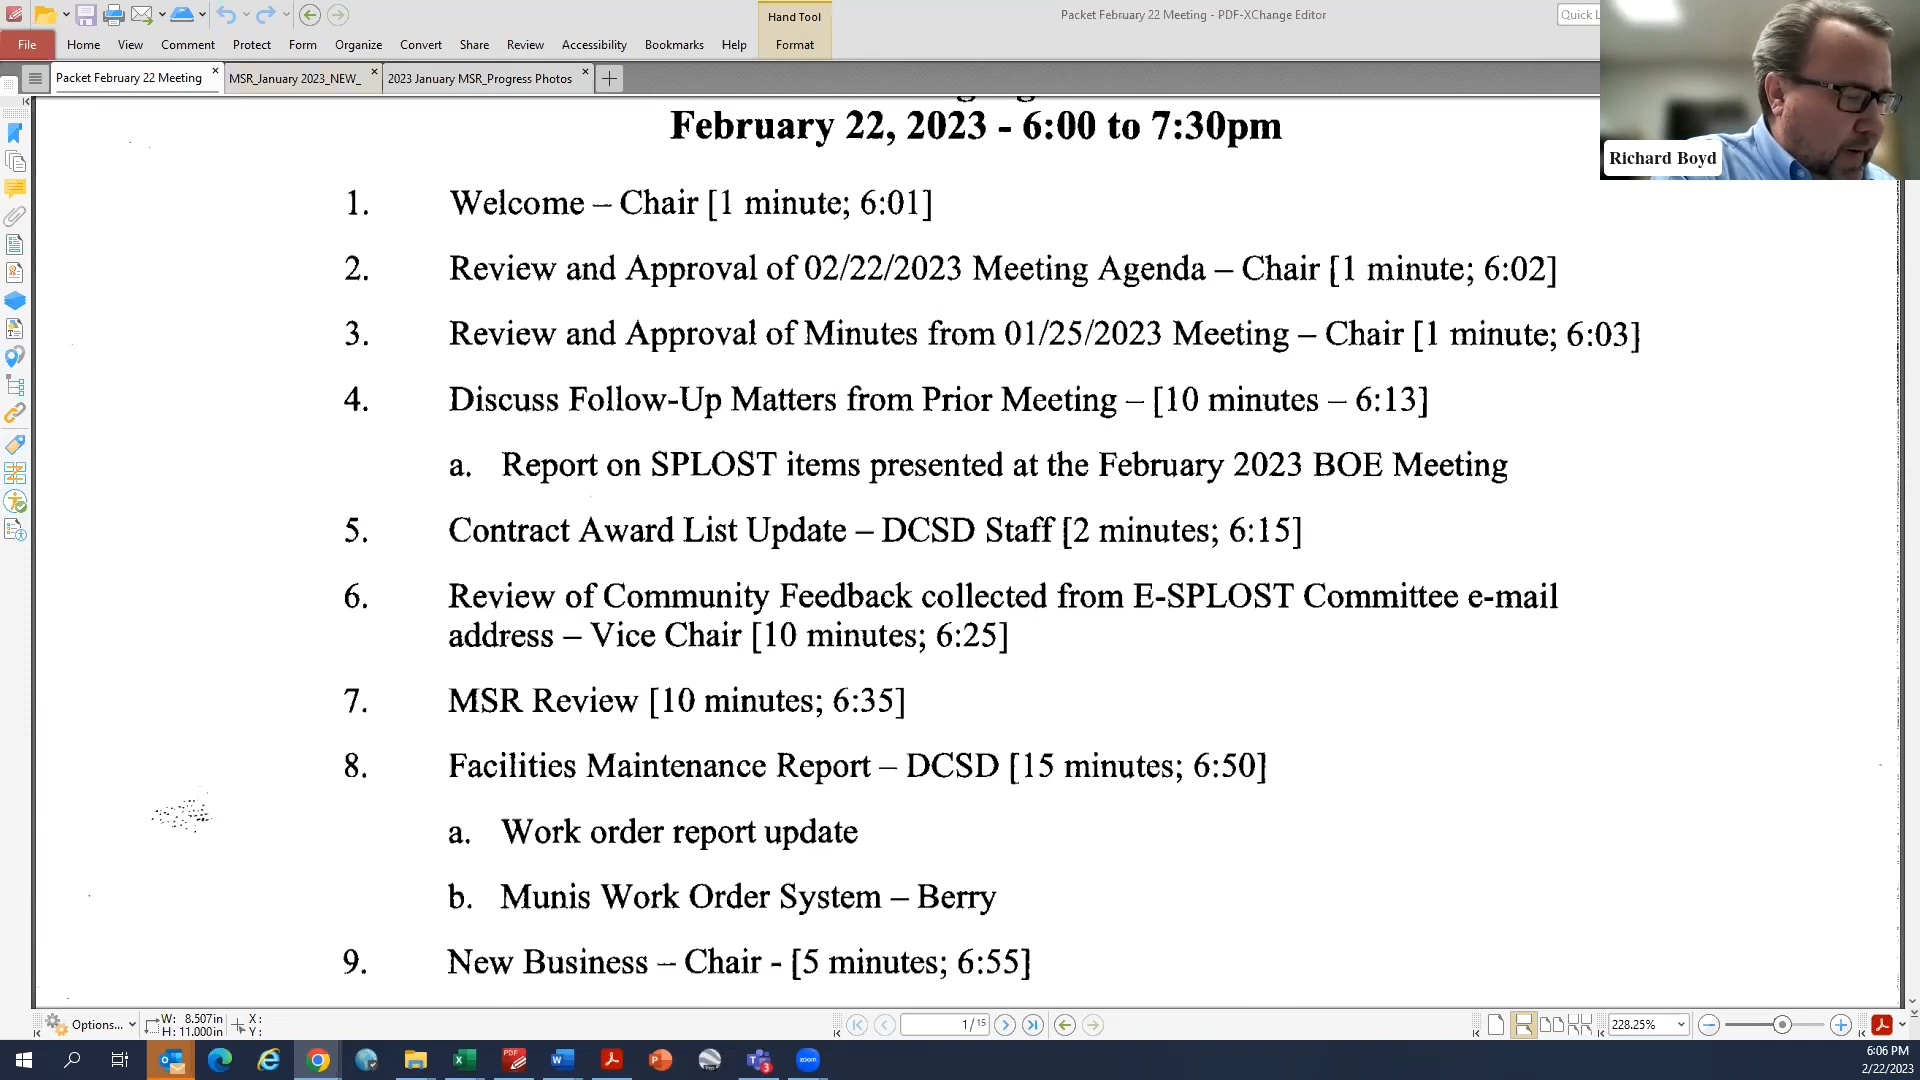 Hand Tool
Packet February 22 Meeting - PDF-XChange Editor
Quick L
File Home View Comment Protect Form Organize Convert Share Review Accessibility Bookmarks Help Format
Packet February 22 Meeting MSR_January 2023_NEW_ 2023 January MSR_Progress Photos
February 22, 2023 - 6:00 to 7:30pm
Richard Boyd
1. Welcome – Chair [1 minute; 6:01]
2. Review and Approval of 02/22/2023 Meeting Agenda – Chair [1 minute; 6:02]
3. Review and Approval of Minutes from 01/25/2023 Meeting – Chair [1 minute; 6:03]
4. Discuss Follow-Up Matters from Prior Meeting – [10 minutes – 6:13]
a. Report on SPLOST items presented at the February 2023 BOE Meeting
5. Contract Award List Update – DCSD Staff [2 minutes; 6:15]
6. Review of Community Feedback collected from E-SPLOST Committee e-mail
address – Vice Chair [10 minutes; 6:25]
7. MSR Review [10 minutes; 6:35]
8. Facilities Maintenance Report – DCSD [15 minutes; 6:50]
a. Work order report update
b. Munis Work Order System – Berry
9. New Business – Chair - [5 minutes; 6:55]
Options...
W: 8.507in
H: 11.000in
X:
Y:
1 / 15
228.25%
6:06 PM
2/22/2023